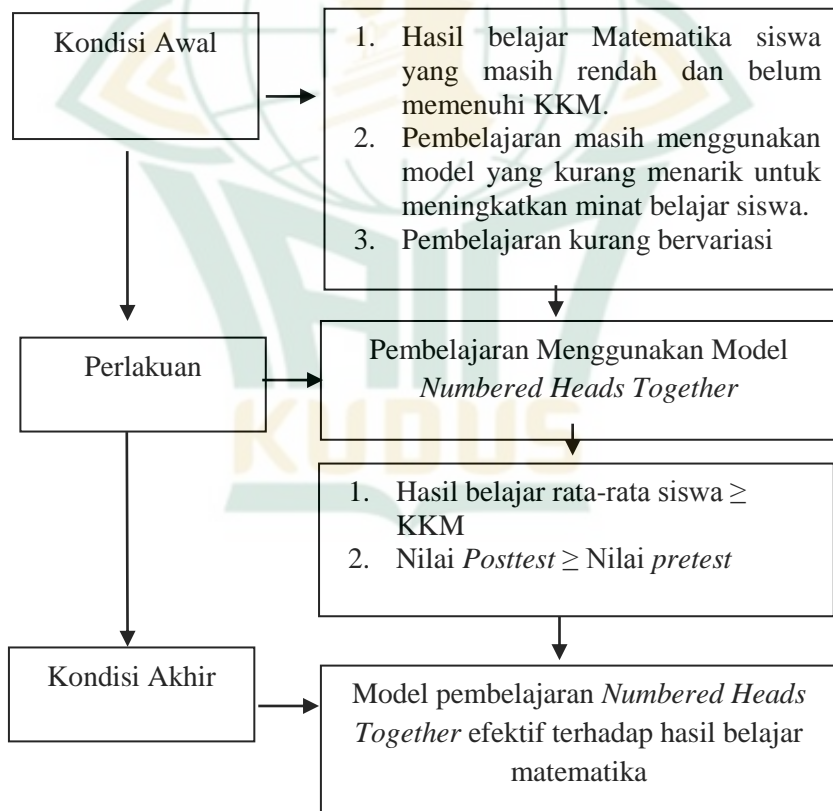 Kondisi Awal
1. Hasil belajar Matematika siswa
yang masih rendah dan belum
memenuhi KKM.
2. Pembelajaran masih menggunakan
model yang kurang menarik untuk
meningkatkan minat belajar siswa.
3. Pembelajaran kurang bervariasi
Perlakuan
Pembelajaran Menggunakan Model
Numbered Heads Together
1. Hasil belajar rata-rata siswa ≥
KKM
2. Nilai Posttest ≥ Nilai pretest
Kondisi Akhir
Model pembelajaran Numbered Heads
Together efektif terhadap hasil belajar
matematika
KUDUS